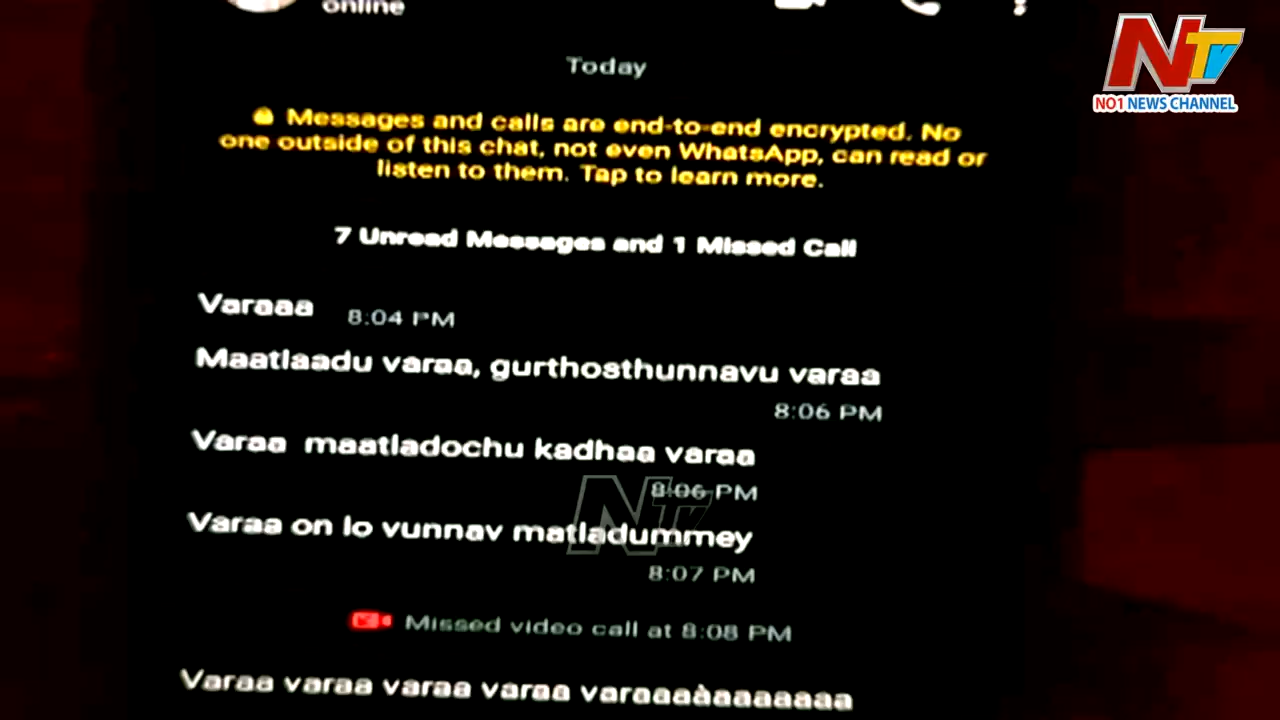 online
NTV
NO1 NEWS CHANNEL
Today
Messages and calls are end-to-end encrypted. No
one outside of this chat, not even WhatsApp, can read or
listen to them. Tap to learn more.
7 Unread Messages and 1 Missed Call
Varaaa 8:04 PM
Maatlaadu varaa, gurthosthunnavu varaa
8:06 PM
Varaa maatladochu kadhaa varaa
8:06 PM
NTV
Varaa on lo vunnav matladummey
8:07 PM
Missed video call at 8:08 PM
Varaa varaa varaa varaa varaaaàaaaaaaa